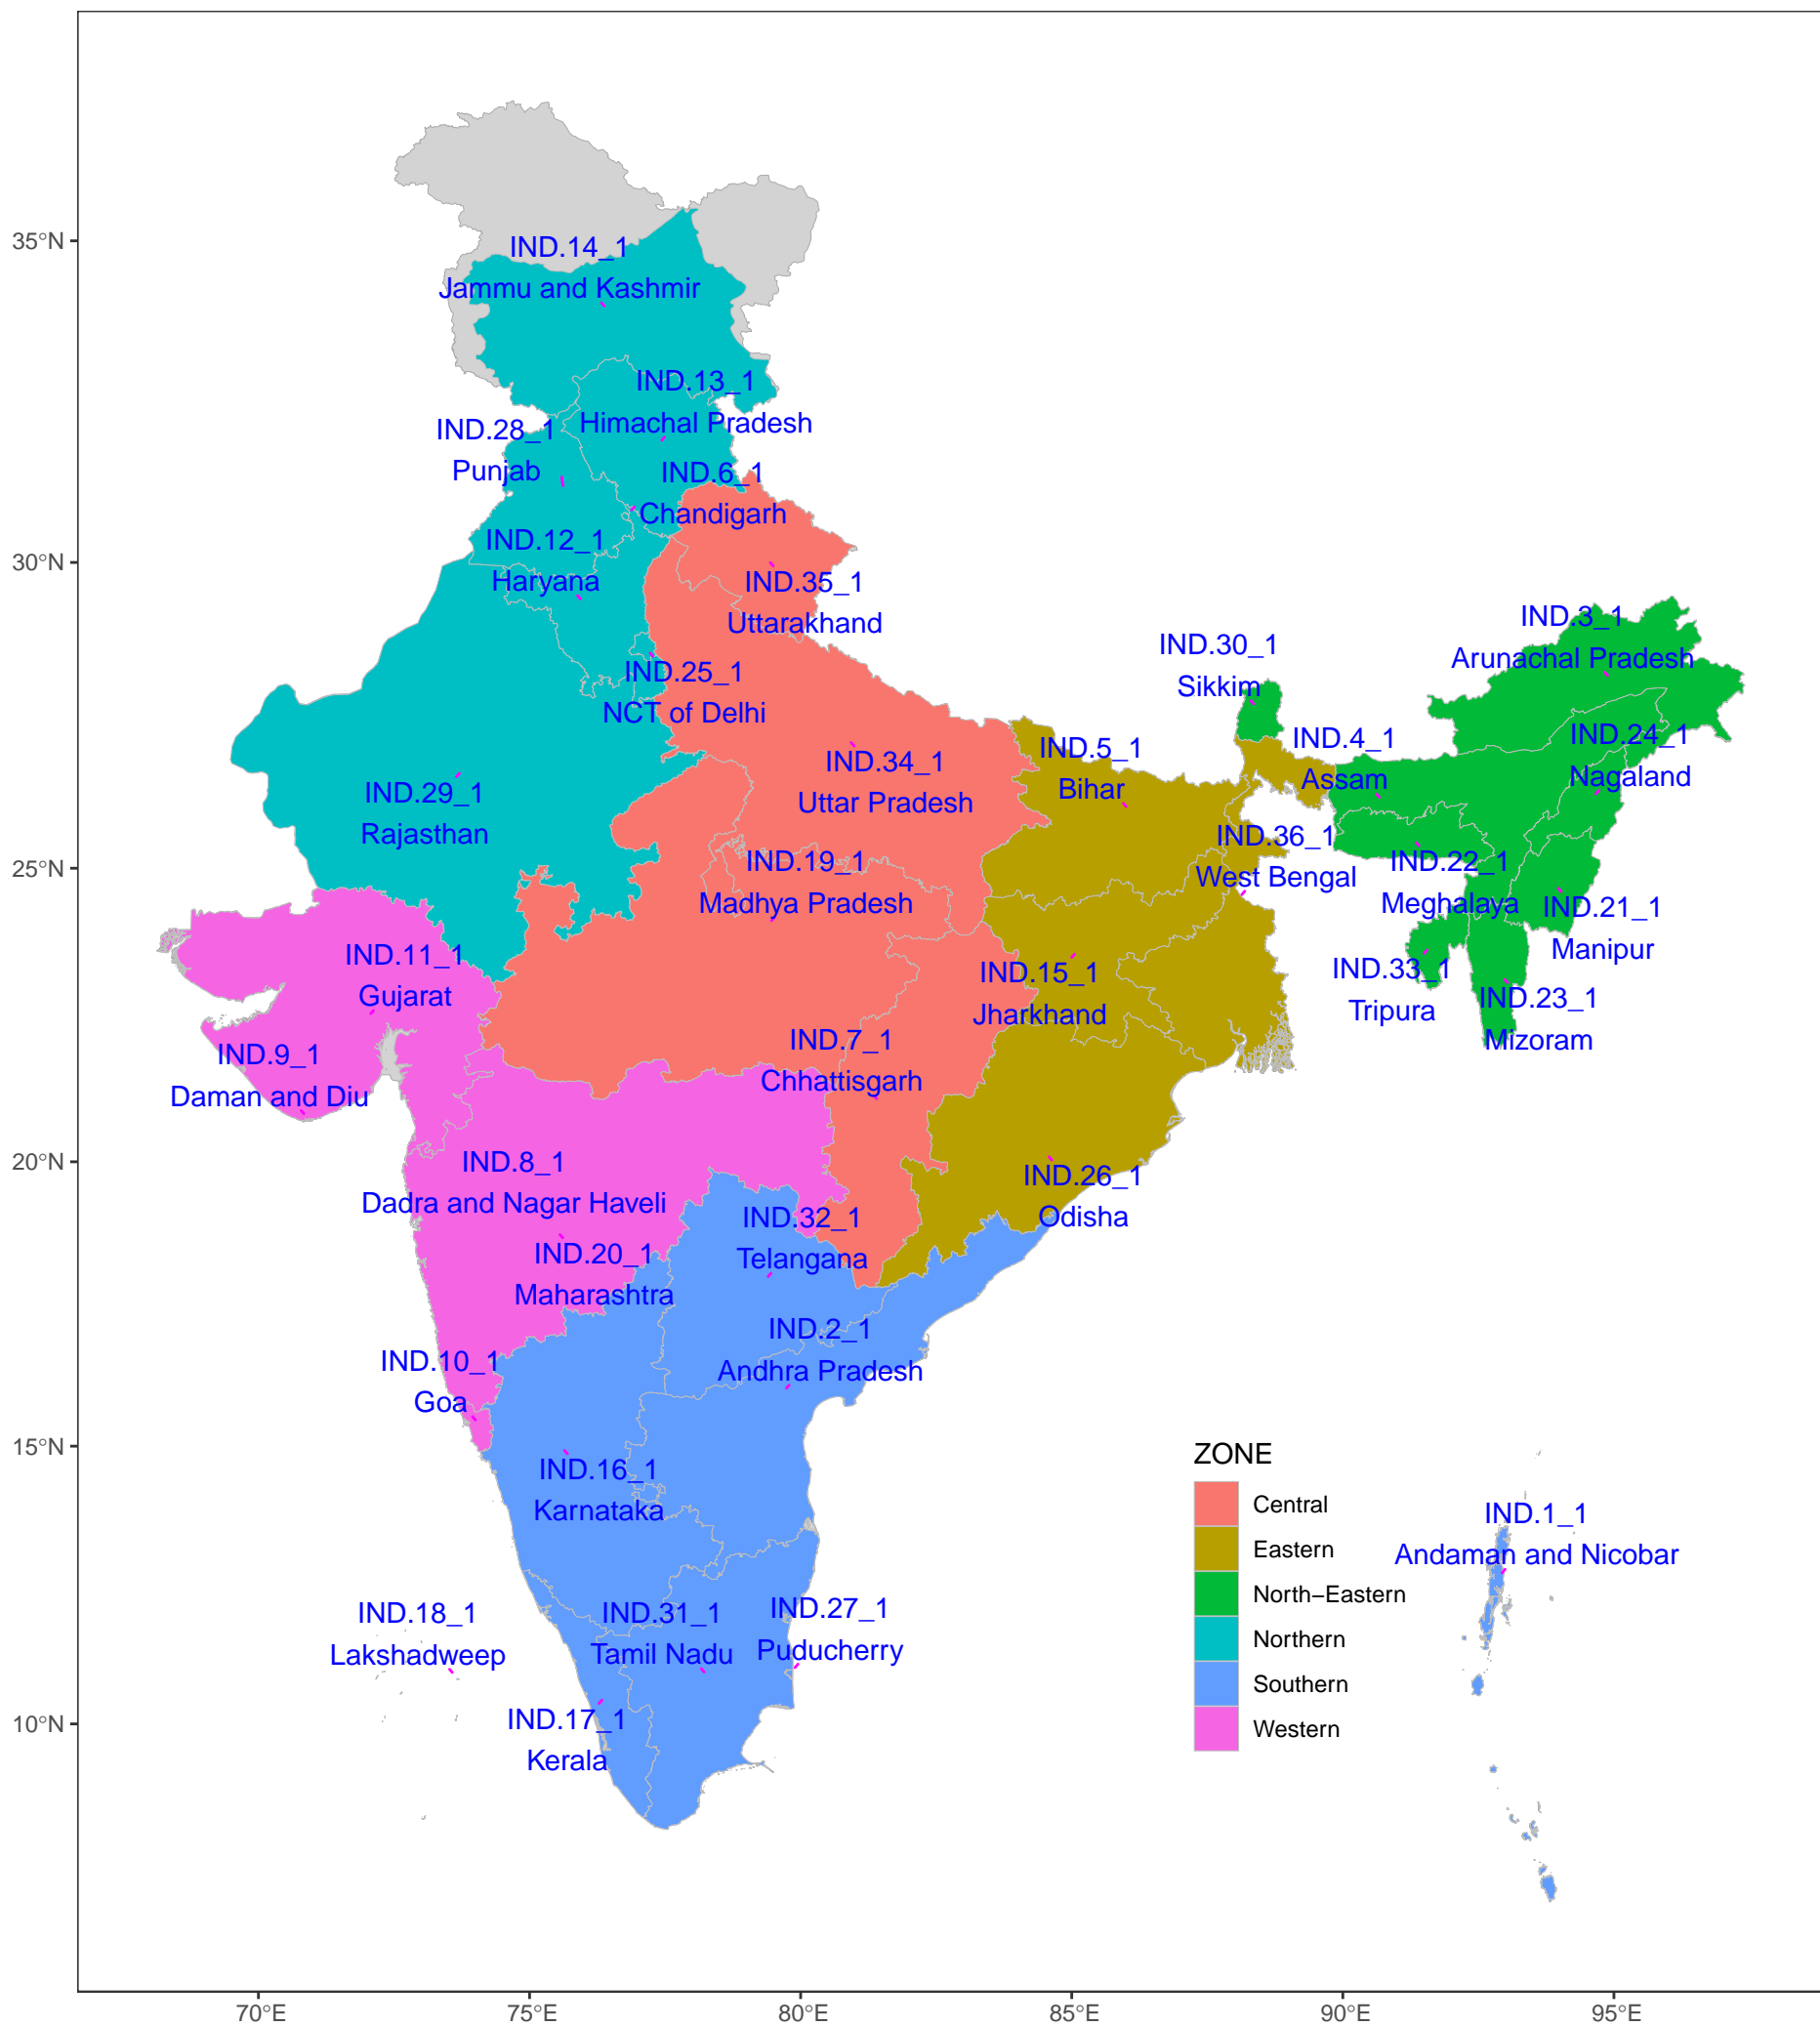 35°N
30°N
25°N
20°N
15°N
10°N
IND.14_1
Jammu and Kashmir
IND.13_1
Himachal Pradesh
IND.28_1
Punjab
IND.6_1
Chandigarh
IND.12_1
Haryana
IND.35_1
Uttarakhand
IND.3_1
Arunachal Pradesh
IND.30_1
Sikkim
IND.25_1
NCT of Delhi
IND.4_1
Assam
IND.24_1
Nagaland
IND.5_1
Bihar
IND.34_1
Uttar Pradesh
IND.29_1
Rajasthan
IND.36_1
West Bengal
IND.19_1
Madhya Pradesh
IND.22_1
Meghalaya
IND.21_1
Manipur
IND.11_1
Gujarat
IND.33_1
Tripura
IND.15_1
Jharkhand
IND.23_1
Mizoram
IND.7_1
Chhattisgarh
IND.9_1
Daman and Diu
IND.8_1
Dadra and Nagar Haveli
IND.26_1
Odisha
IND.32_1
Telangana
IND.20_1
Maharashtra
IND.2_1
Andhra Pradesh
IND.10_1
Goa
IND.16_1
Karnataka
IND.1_1
Andaman and Nicobar
IND.27_1
Puducherry
IND.18_1
Lakshadweep
IND.31_1
Tamil Nadu
IND.17_1
Kerala
ZONE
Central
Eastern
North−Eastern
Northern
Southern
Western
70°E
75°E
80°E
85°E
90°E
95°E